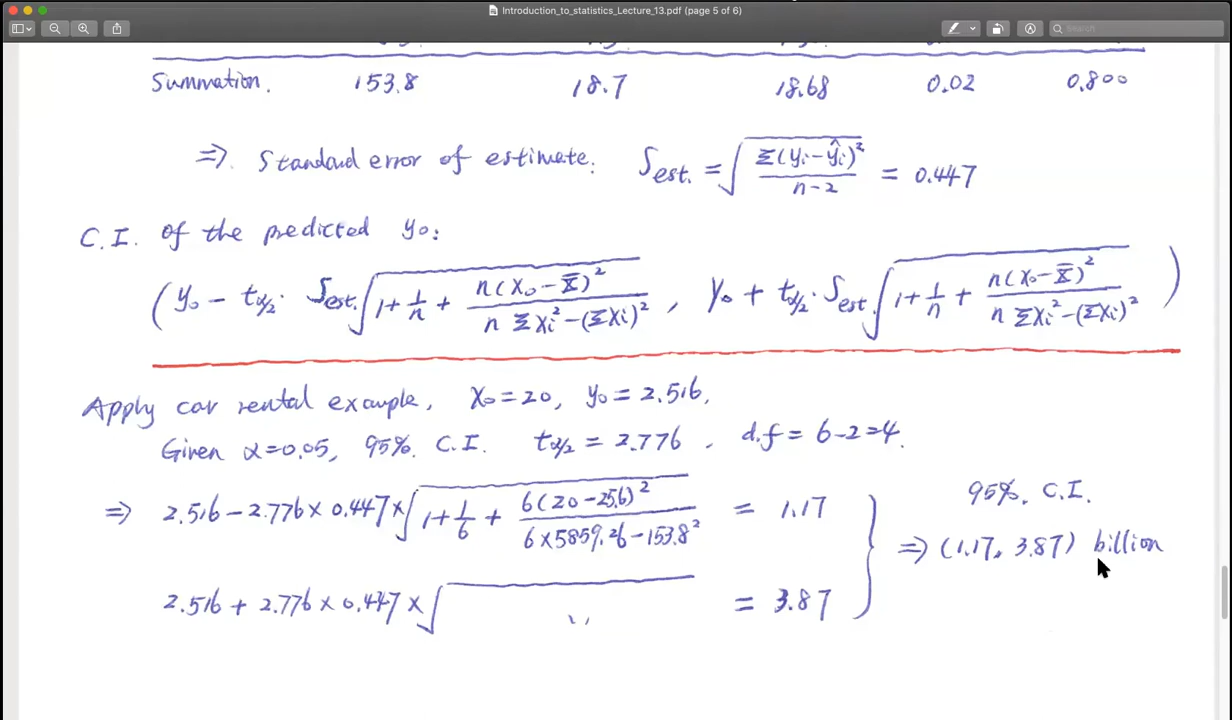 Introduction_to_statistics_Lecture_13.pdf (page 5 of 6)
Search
Summation. 153.8 18.7 18.68 0.02 0.800
⇒ Standard error of estimate. Sest. = √(Σ(yi−ŷi)²/(n−2)) = 0.447
C.I. of the predicted y₀:
(y₀ − tα/2 · Sest. √(1+1/n + n(x₀−x̄)²/(nΣxi²−(Σxi)²)), y₀ + tα/2 · Sest. √(1+1/n + n(x₀−x̄)²/(nΣxi²−(Σxi)²)))
Apply car rental example, x₀=20, y₀=2.516,
Given α=0.05, 95% C.I. tα/2 = 2.776, d.f = 6−2=4.
⇒ 2.516−2.776×0.447×√(1+1/6 + 6(20−25.6)²/(6×5859.26−153.8²)) = 1.17
95%. C.I.
⇒ (1.17, 3.87) billion
2.516+2.776×0.447×√( 〃 ) = 3.87